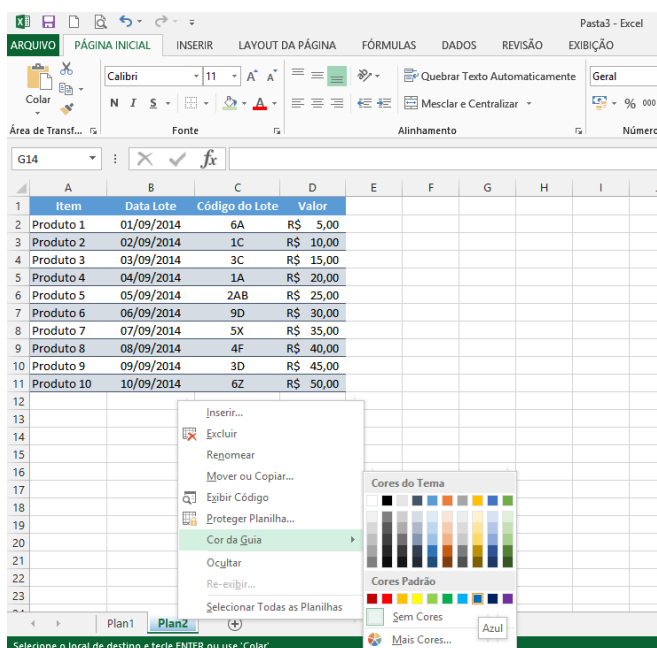 Pasta3 - Excel
ARQUIVO PÁGINA INICIAL INSERIR LAYOUT DA PÁGINA FÓRMULAS DADOS REVISÃO EXIBIÇÃO
Colar
Calibri 11
N I S
Quebrar Texto Automaticamente
Mesclar e Centralizar
Geral
% 000
Área de Transf... Fonte Alinhamento Número
G14 fx
A B C D E F G H I
1 Item Data Lote Código do Lote Valor
2 Produto 1 01/09/2014 6A R$ 5,00
3 Produto 2 02/09/2014 1C R$ 10,00
4 Produto 3 03/09/2014 3C R$ 15,00
5 Produto 4 04/09/2014 1A R$ 20,00
6 Produto 5 05/09/2014 2AB R$ 25,00
7 Produto 6 06/09/2014 9D R$ 30,00
8 Produto 7 07/09/2014 5X R$ 35,00
9 Produto 8 08/09/2014 4F R$ 40,00
10 Produto 9 09/09/2014 3D R$ 45,00
11 Produto 10 10/09/2014 6Z R$ 50,00
12
13
14
15
16
17
18
19
20
21
22
23
Inserir...
Excluir
Renomear
Mover ou Copiar...
Exibir Código
Proteger Planilha...
Cor da Guia
Ocultar
Re-exibir...
Selecionar Todas as Planilhas
Cores do Tema
Cores Padrão
Sem Cores
Mais Cores...
Azul
Plan1 Plan2
Selecione o local de destino e tecle ENTER ou use 'Colar'